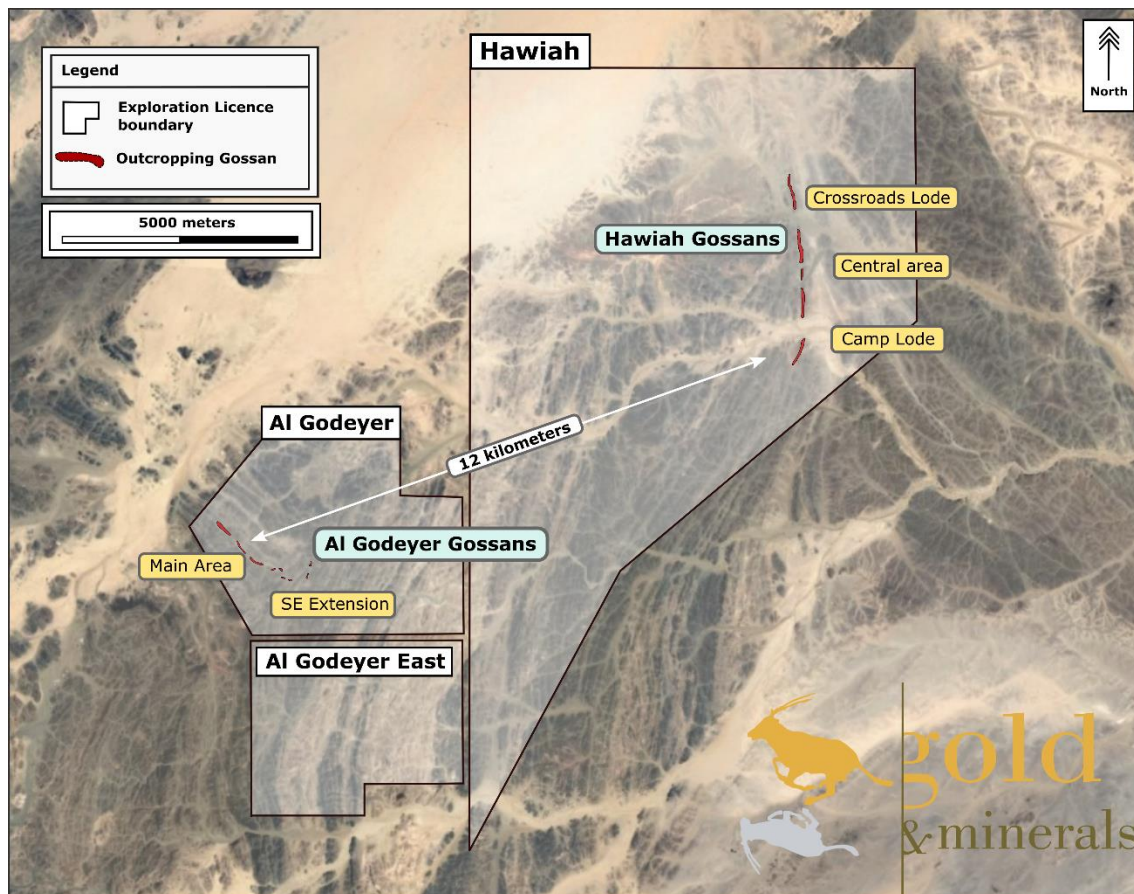 Hawiah
Legend
Exploration Licence
boundary
Outcropping Gossan
5000 meters
North
Crossroads Lode
Hawiah Gossans
Central area
Camp Lode
12 kilometers
Al Godeyer
Al Godeyer Gossans
Main Area
SE Extension
Al Godeyer East
gold
&minerals